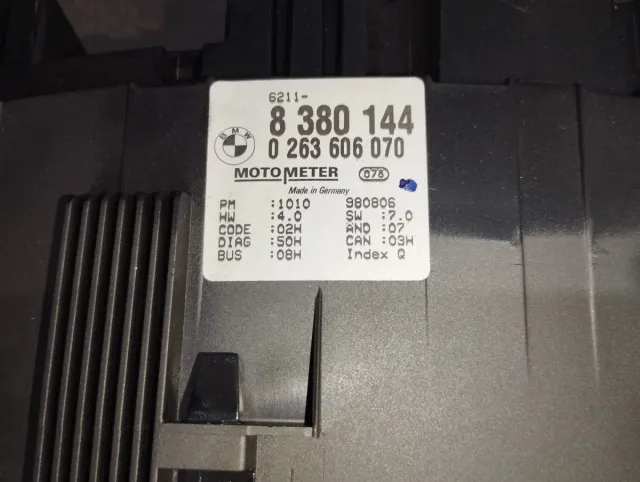 6211-
BMW
8 380 144
0 263 606 070
MOTOMETER 078
Made in Germany
PM :1010 980806
HW :4.0 SW :7.0
CODE :02H AND :07
DIAG :50H CAN :03H
BUS :08H Index Q